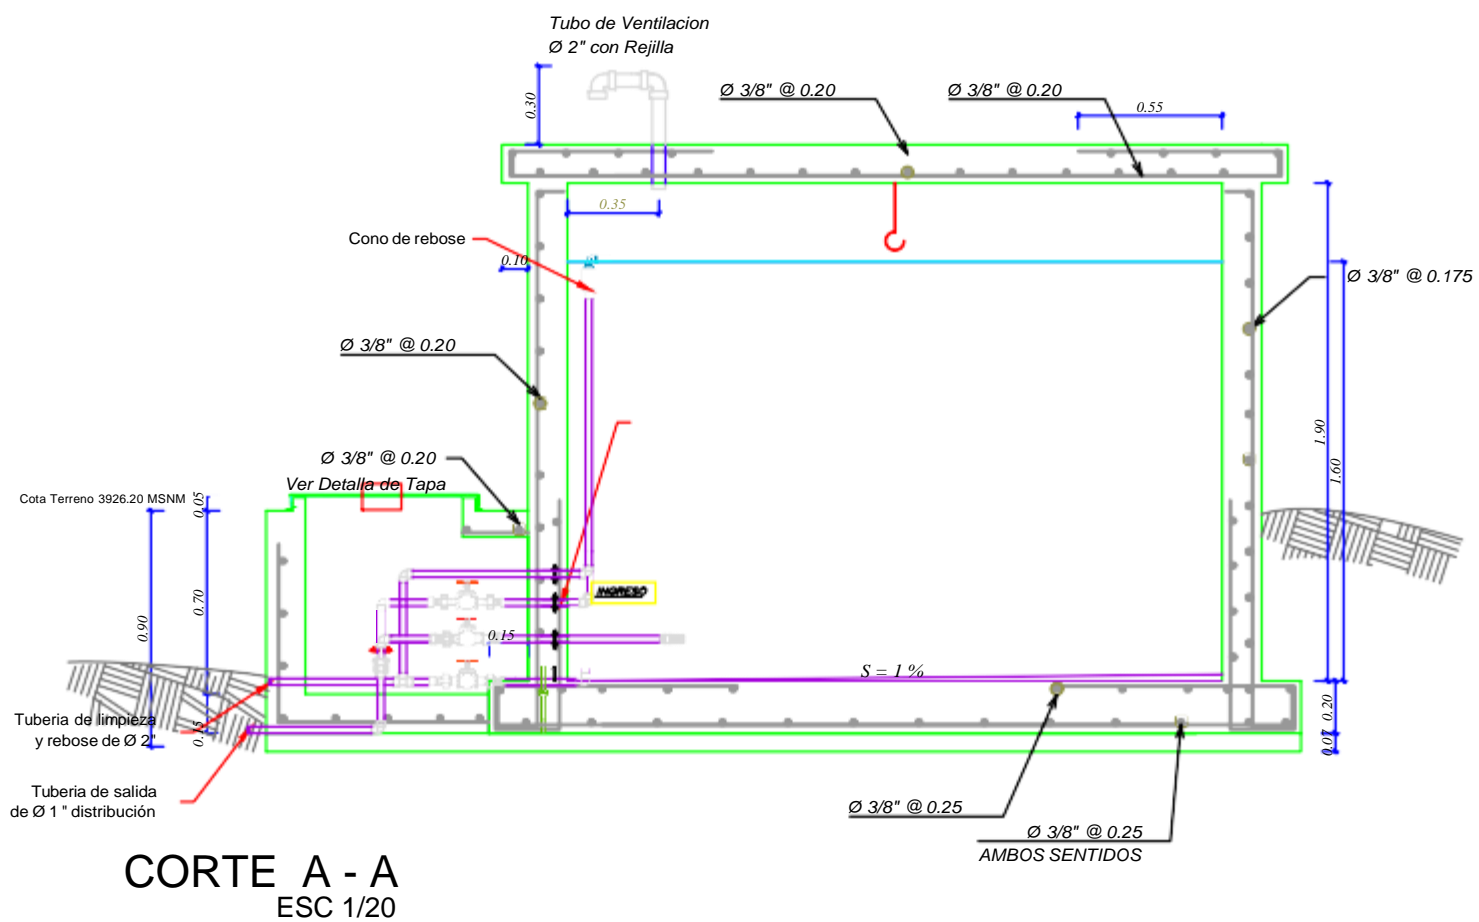 Tubo de Ventilacion
Ø 2" con Rejilla
0.30
Ø 3/8" @ 0.20
Ø 3/8" @ 0.20
0.55
0.35
Cono de rebose
0.10
Ø 3/8" @ 0.175
Ø 3/8" @ 0.20
1.90
1.60
Ø 3/8" @ 0.20
Ver Detalla de Tapa
Cota Terreno 3926.20 MSNM
0.05
0.70
0.90
INGRESO
0.15
S = 1 %
Tuberia de limpieza
y rebose de Ø 2"
0.15
0.20
0.07
Tuberia de salida
de Ø 1 " distribución
Ø 3/8" @ 0.25
Ø 3/8" @ 0.25
AMBOS SENTIDOS
CORTE A - A
ESC 1/20